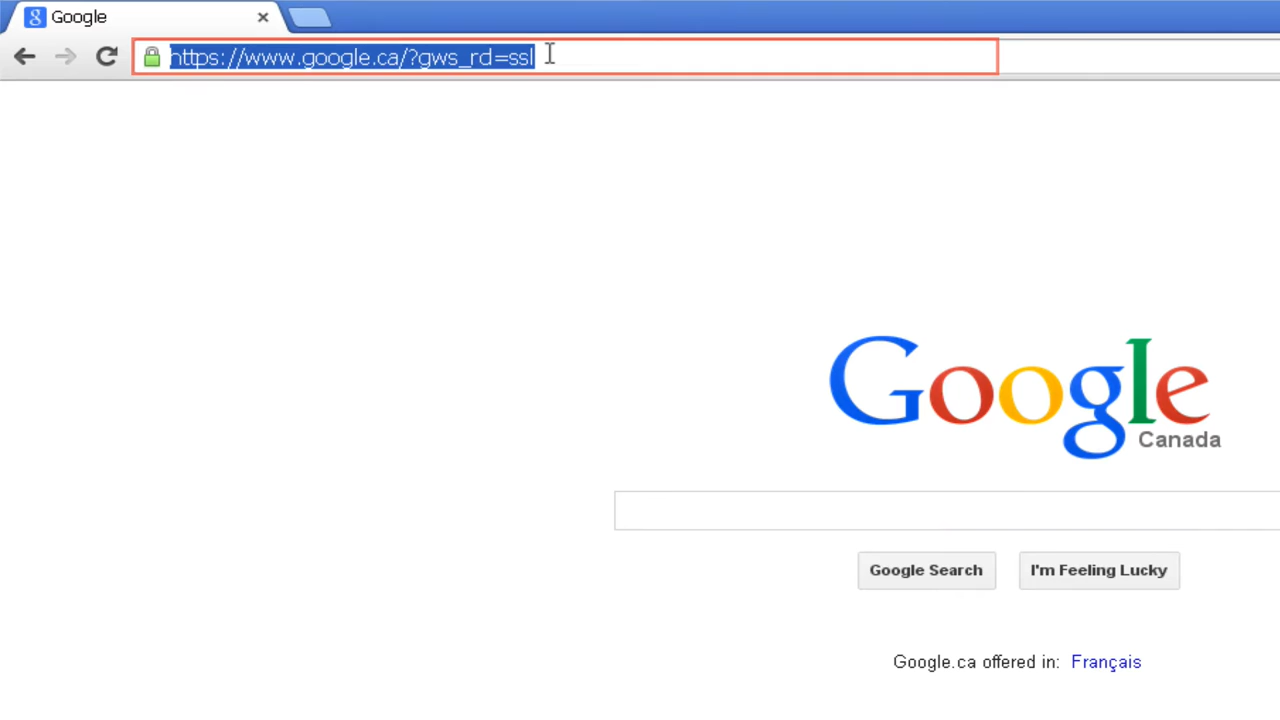 Google
https://www.google.ca/?gws_rd=ssl
Google
Canada
Google Search
I'm Feeling Lucky
Google.ca offered in: Français